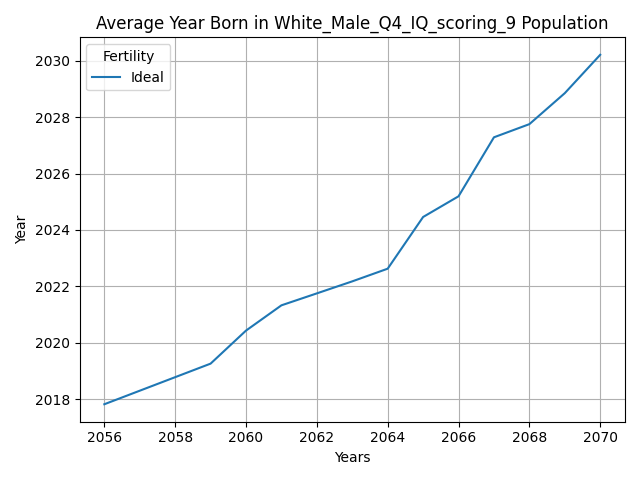 Average Year Born in White_Male_Q4_IQ_scoring_9 Population
Fertility
Ideal
2030
2028
2026
2024
2022
2020
2018
Year
2056 2058 2060 2062 2064 2066 2068 2070
Years